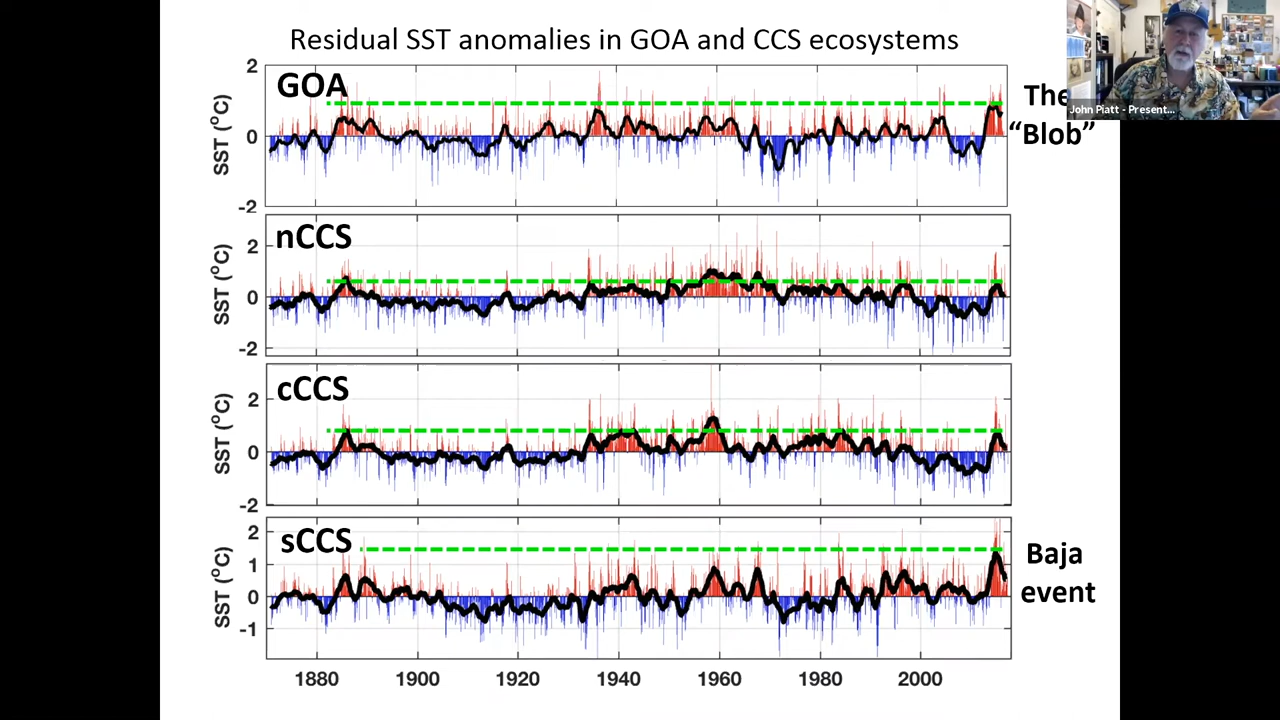 Residual SST anomalies in GOA and CCS ecosystems
John Piatt - Present...
GOA
SST (°C)
2
0
-2
The
“Blob”
nCCS
SST (°C)
2
0
-2
cCCS
SST (°C)
2
0
-2
sCCS
SST (°C)
2
1
0
-1
Baja
event
1880 1900 1920 1940 1960 1980 2000